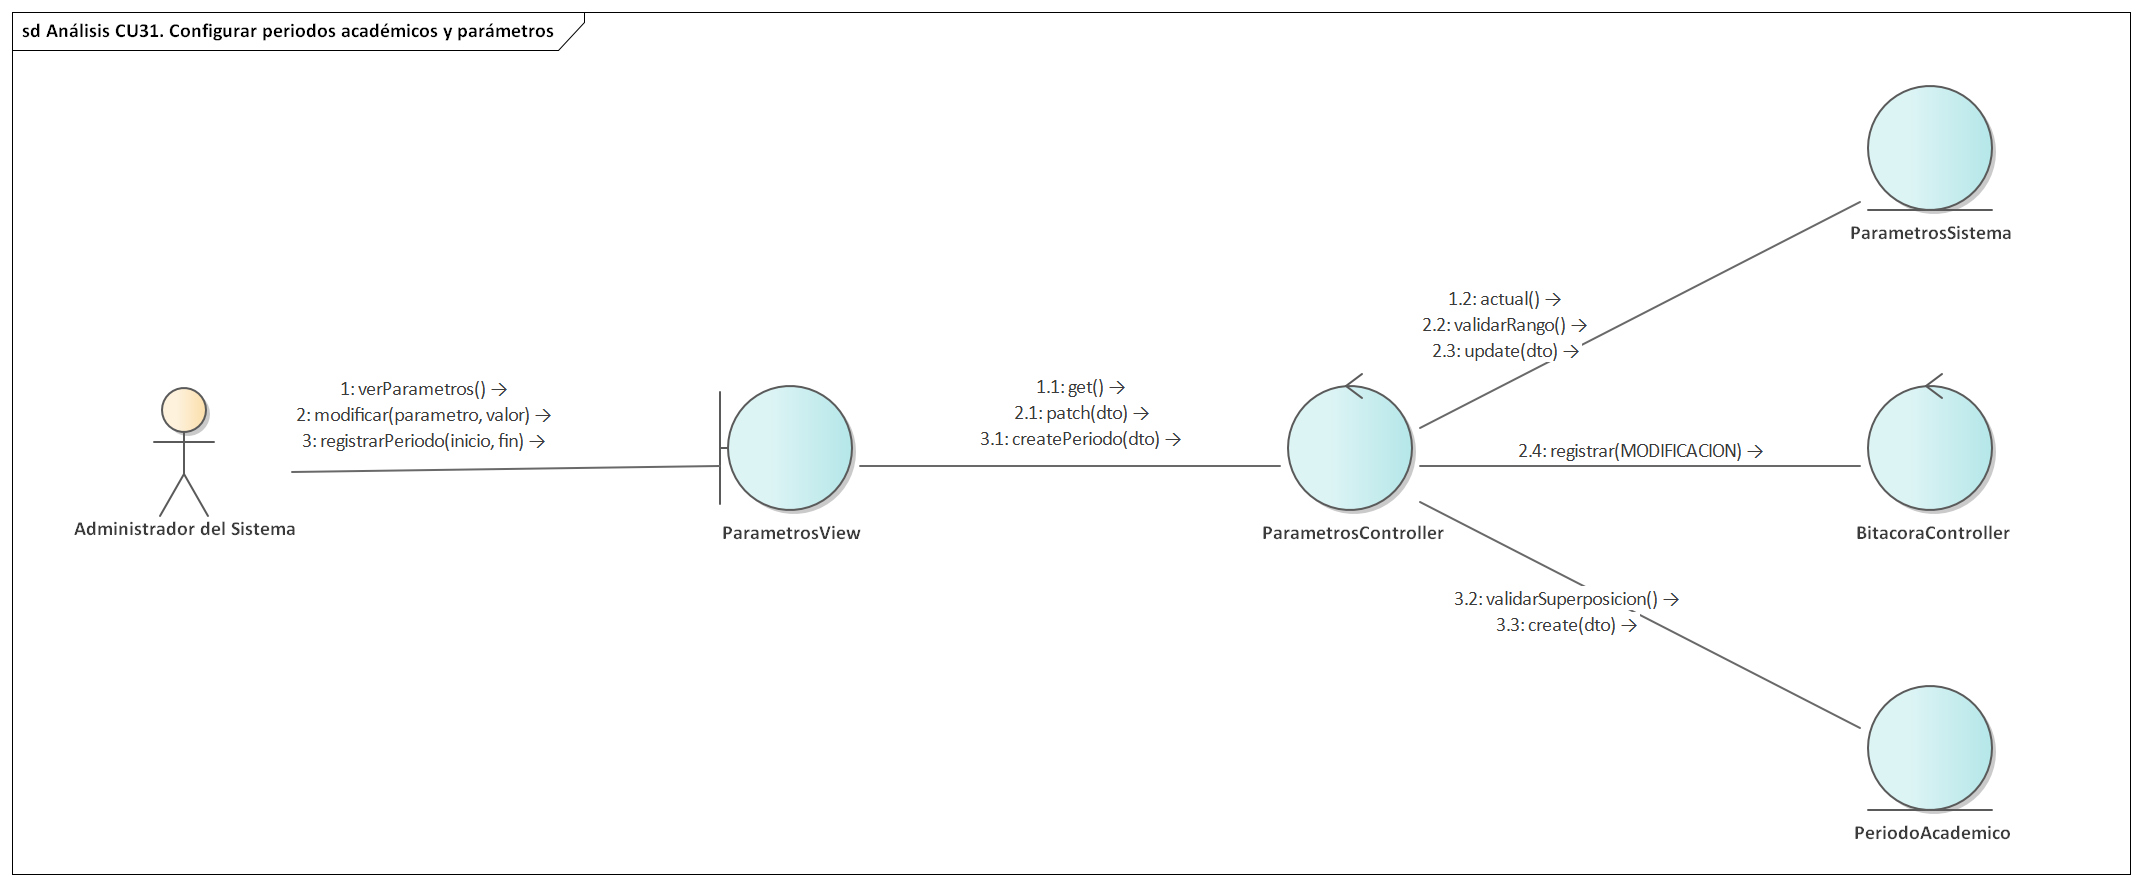 sd Análisis CU31. Configurar periodos académicos y parámetros
ParametrosSistema
1.2: actual() →
2.2: validarRango() →
2.3: update(dto) →
1: verParametros() →
2: modificar(parametro, valor) →
3: registrarPeriodo(inicio, fin) →
1.1: get() →
2.1: patch(dto) →
3.1: createPeriodo(dto) →
2.4: registrar(MODIFICACION) →
Administrador del Sistema
ParametrosView
ParametrosController
BitacoraController
3.2: validarSuperposicion() →
3.3: create(dto) →
PeriodoAcademico